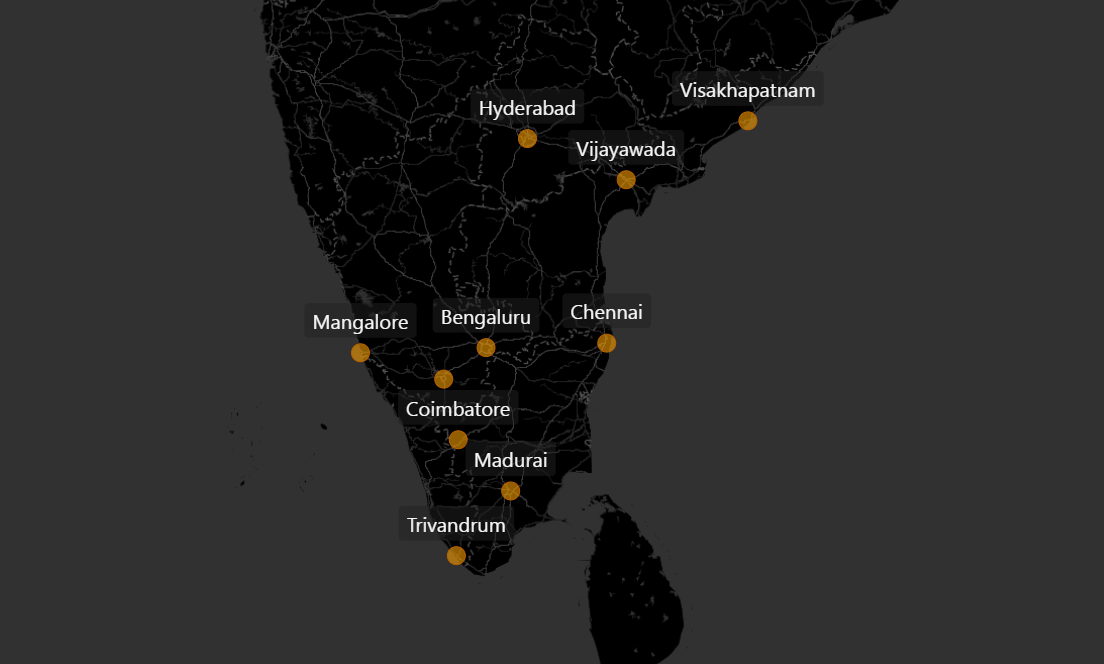 Visakhapatnam
Hyderabad
Vijayawada
Chennai
Bengaluru
Mangalore
Coimbatore
Madurai
Trivandrum